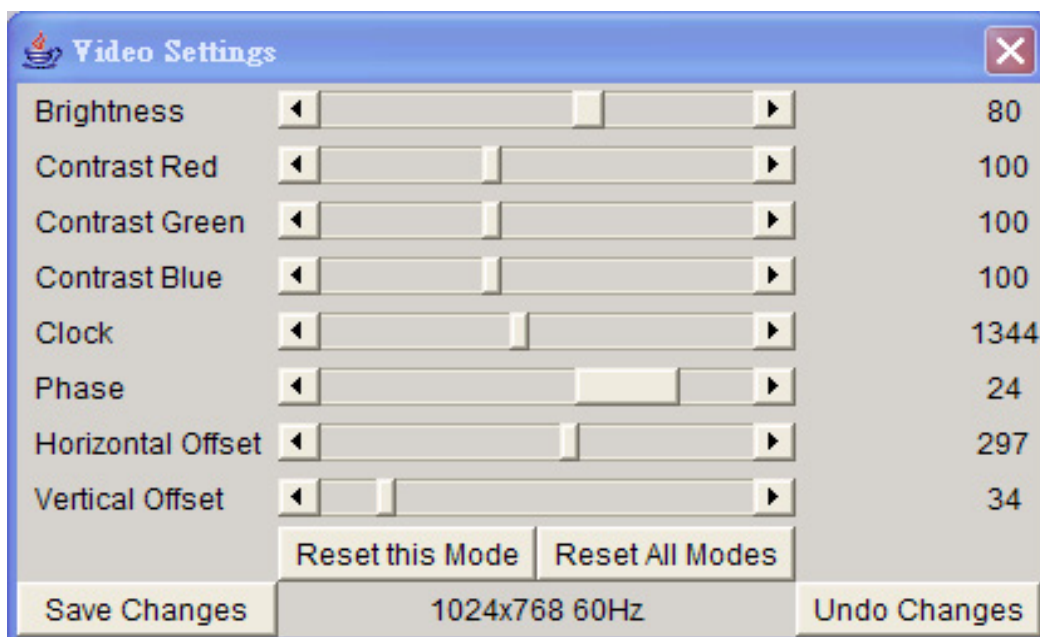 Video Settings
Brightness 80
Contrast Red 100
Contrast Green 100
Contrast Blue 100
Clock 1344
Phase 24
Horizontal Offset 297
Vertical Offset 34
Reset this Mode Reset All Modes
Save Changes 1024x768 60Hz Undo Changes